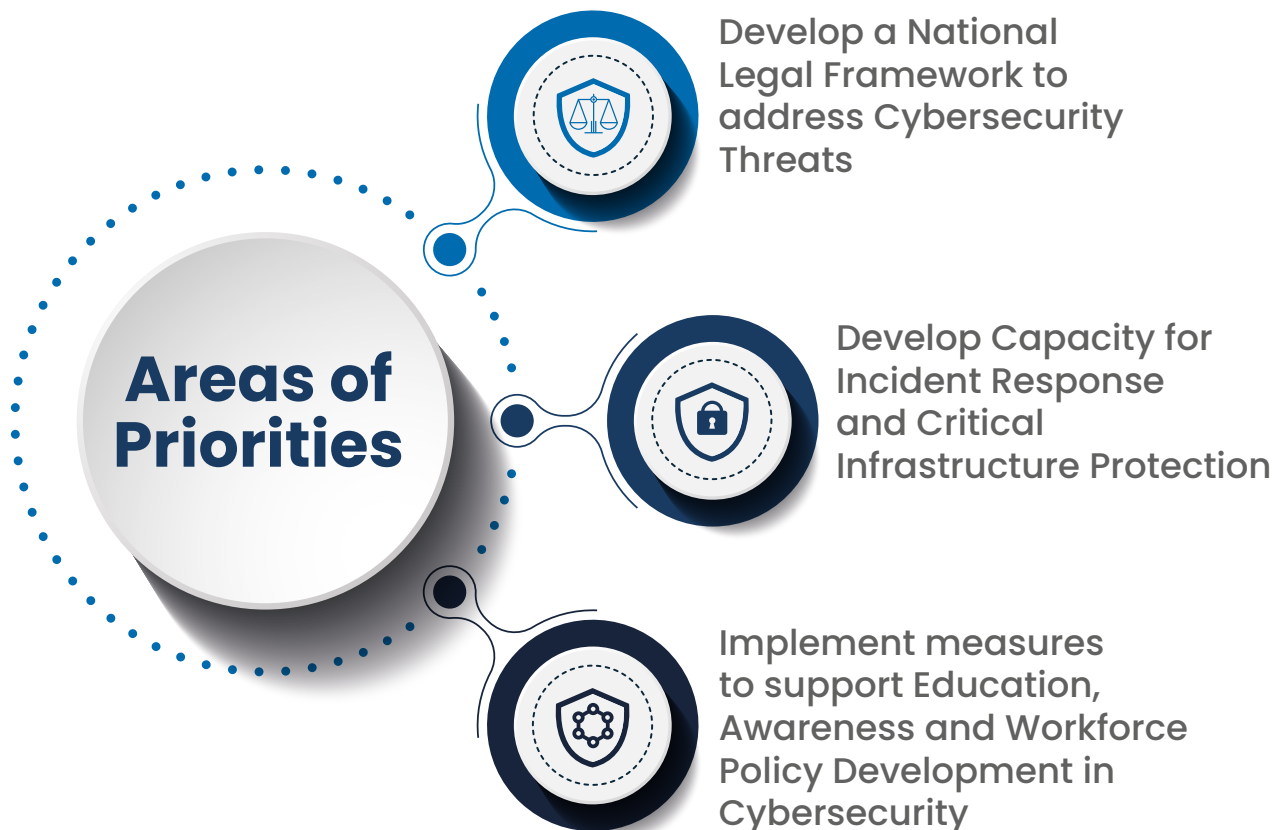 Develop a National
Legal Framework to
address Cybersecurity
Threats
Areas of
Priorities
Develop Capacity for
Incident Response
and Critical
Infrastructure Protection
Implement measures
to support Education,
Awareness and Workforce
Policy Development in
Cybersecurity